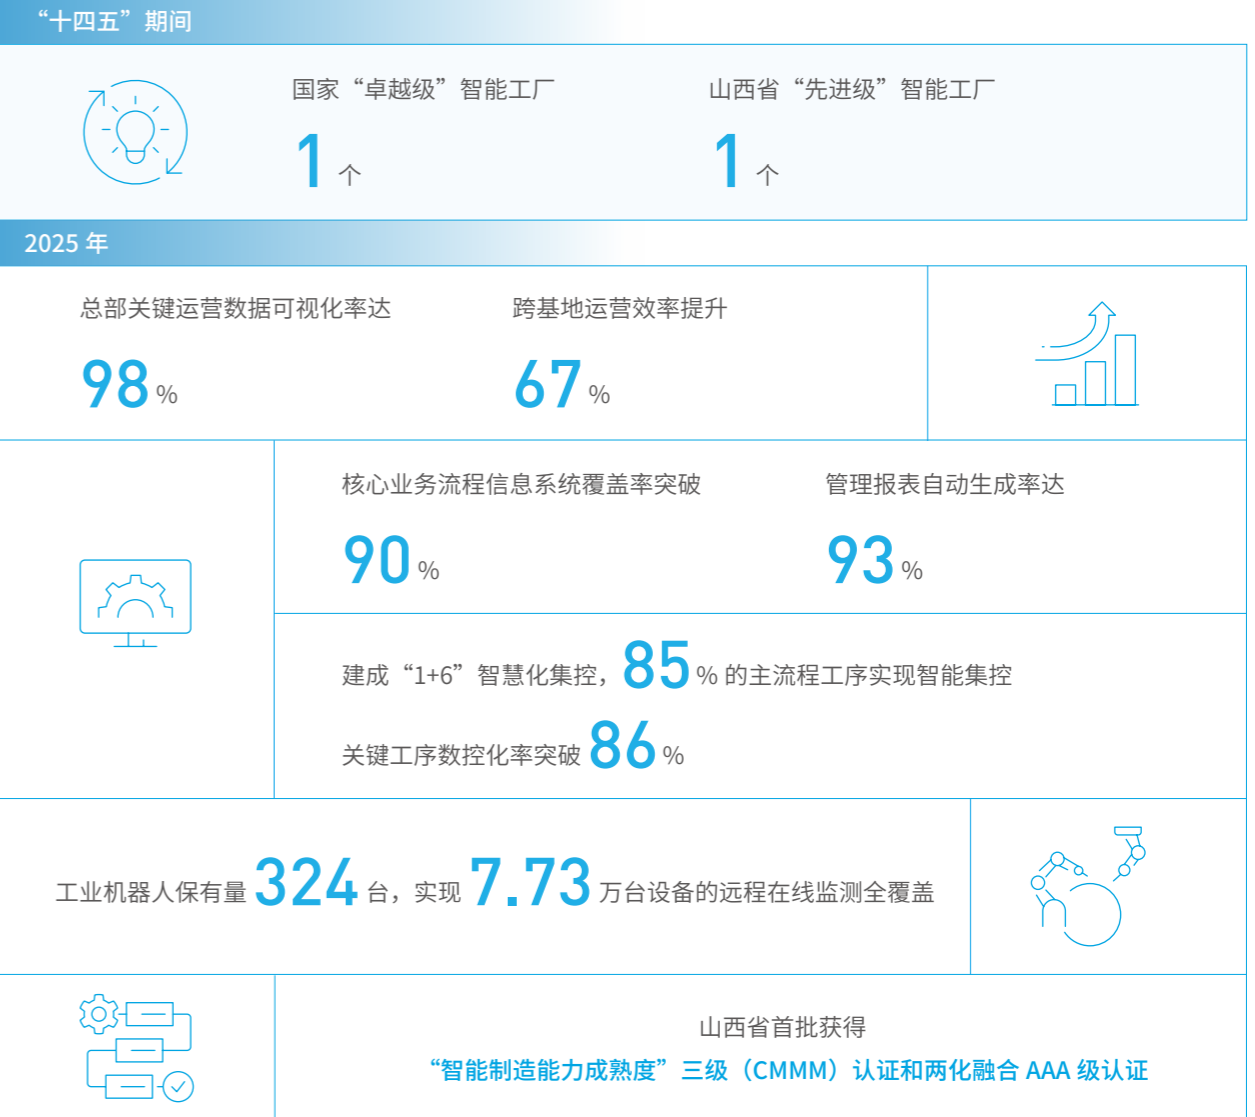 “十四五”期间
国家“卓越级”智能工厂
1 个
山西省“先进级”智能工厂
1 个
2025 年
总部关键运营数据可视化率达
98 %
跨基地运营效率提升
67 %
核心业务流程信息系统覆盖率突破
90 %
管理报表自动生成率达
93 %
建成“1+6”智慧化集控，85 % 的主流程工序实现智能集控
关键工序数控化率突破 86 %
工业机器人保有量 324 台，实现 7.73 万台设备的远程在线监测全覆盖
山西省首批获得
“智能制造能力成熟度”三级（CMMM）认证和两化融合 AAA 级认证